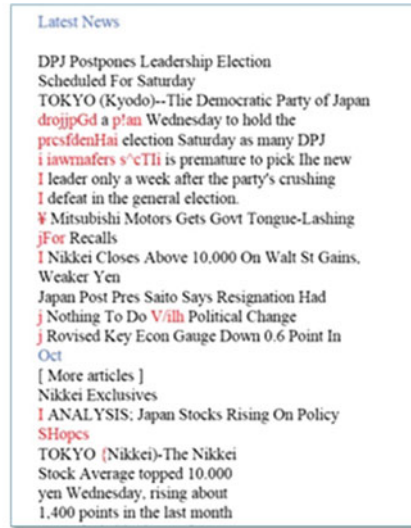 Latest News
DPJ Postpones Leadership Election
Scheduled For Saturday
TOKYO (Kyodo)--Tlie Democratic Party of Japan
drojjpGd a p!an Wednesday to hold the
prcsfdenHai election Saturday as many DPJ
i iawrnafers s^cTIi is premature to pick Ihe new
I leader only a week after the party's crushing
I defeat in the general election.
¥ Mitsubishi Motors Gets Govt Tongue-Lashing
jFor Recalls
I Nikkei Closes Above 10,000 On Walt St Gains,
Weaker Yen
Japan Post Pres Saito Says Resignation Had
j Nothing To Do V/ilh Political Change
j Rovised Key Econ Gauge Down 0.6 Point In
Oct
[ More articles ]
Nikkei Exclusives
I ANALYSIS; Japan Stocks Rising On Policy
SHopcs
TOKYO {Nikkei)-The Nikkei
Stock Average topped 10.000
yen Wednesday, rising about
1,400 points in the last month